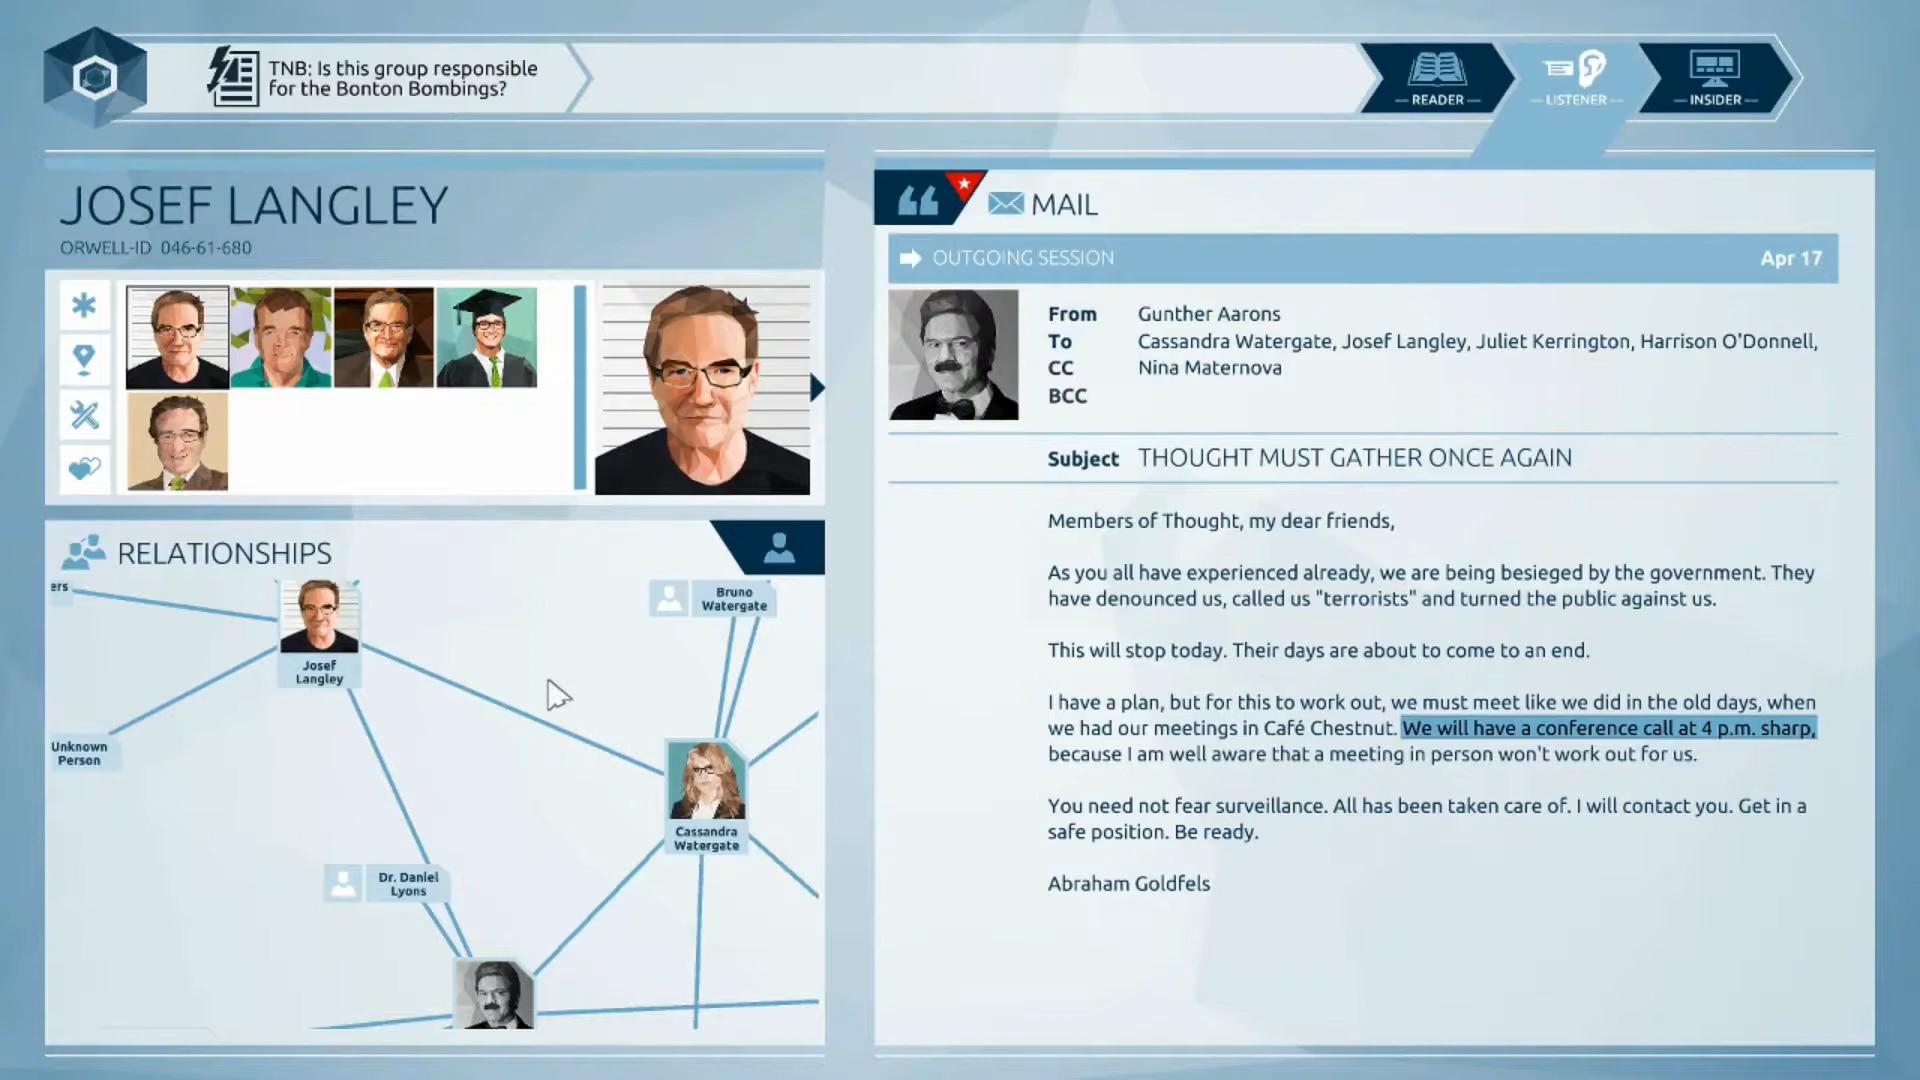 TNB: Is this group responsible
for the Bonton Bombings?
— READER —
— LISTENER —
— INSIDER —
JOSEF LANGLEY
ORWELL-ID 046-61-680
RELATIONSHIPS
ers
Josef
Langley
Bruno
Watergate
Unknown
Person
Cassandra
Watergate
Dr. Daniel
Lyons
MAIL
OUTGOING SESSION
Apr 17
From Gunther Aarons
To Cassandra Watergate, Josef Langley, Juliet Kerrington, Harrison O'Donnell,
CC Nina Maternova
BCC
Subject THOUGHT MUST GATHER ONCE AGAIN
Members of Thought, my dear friends,
As you all have experienced already, we are being besieged by the government. They
have denounced us, called us "terrorists" and turned the public against us.
This will stop today. Their days are about to come to an end.
I have a plan, but for this to work out, we must meet like we did in the old days, when
we had our meetings in Café Chestnut. We will have a conference call at 4 p.m. sharp,
because I am well aware that a meeting in person won't work out for us.
You need not fear surveillance. All has been taken care of. I will contact you. Get in a
safe position. Be ready.
Abraham Goldfels